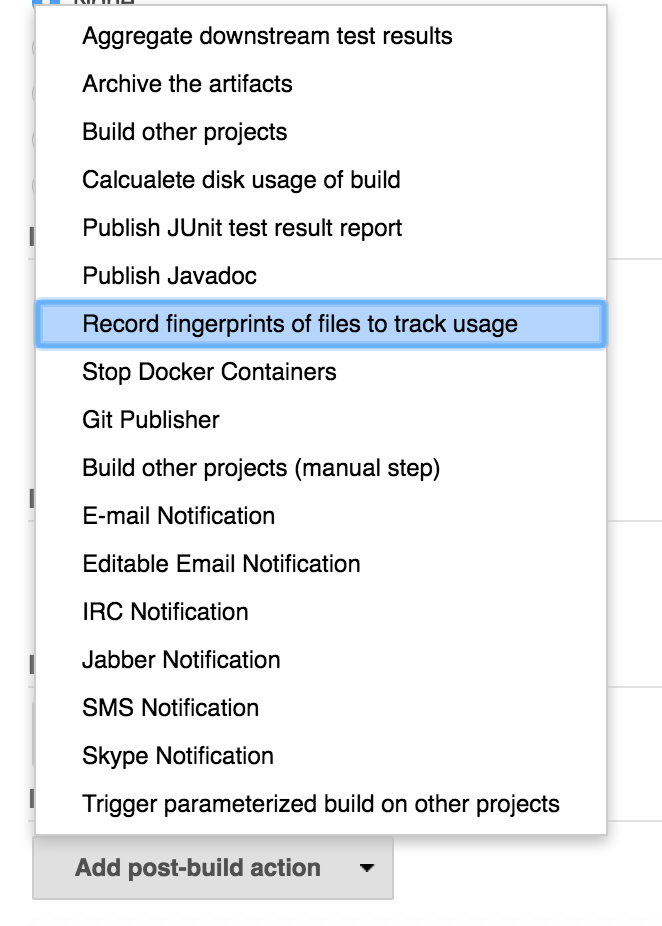 None
Aggregate downstream test results
Archive the artifacts
Build other projects
Calcualete disk usage of build
Publish JUnit test result report
Publish Javadoc
Record fingerprints of files to track usage
Stop Docker Containers
Git Publisher
Build other projects (manual step)
E-mail Notification
Editable Email Notification
IRC Notification
Jabber Notification
SMS Notification
Skype Notification
Trigger parameterized build on other projects
Add post-build action